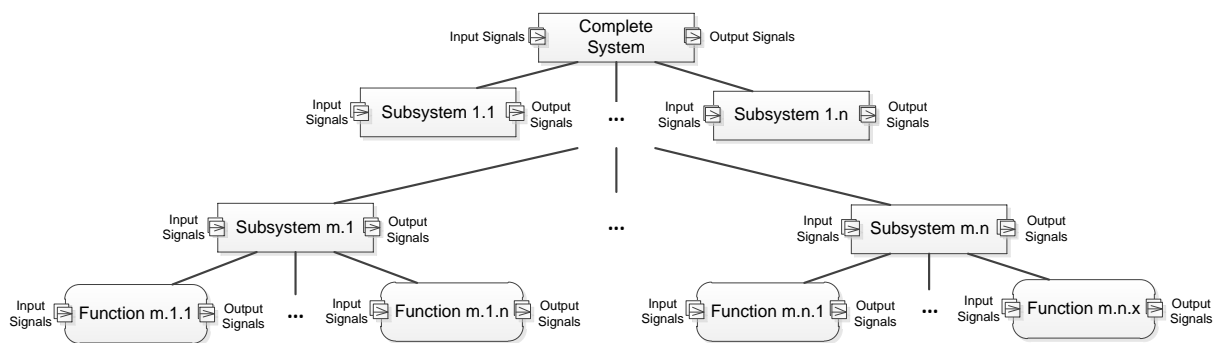 Complete
System
Input Signals
Output Signals
Input
Signals
Subsystem 1.1
Output
Signals
...
Input
Signals
Subsystem 1.n
Output
Signals
Input
Signals
Subsystem m.1
Output
Signals
...
Input
Signals
Subsystem m.n
Output
Signals
Input
Signals
Function m.1.1
Output
Signals
...
Input
Signals
Function m.1.n
Output
Signals
Input
Signals
Function m.n.1
Output
Signals
...
Input
Signals
Function m.n.x
Output
Signals